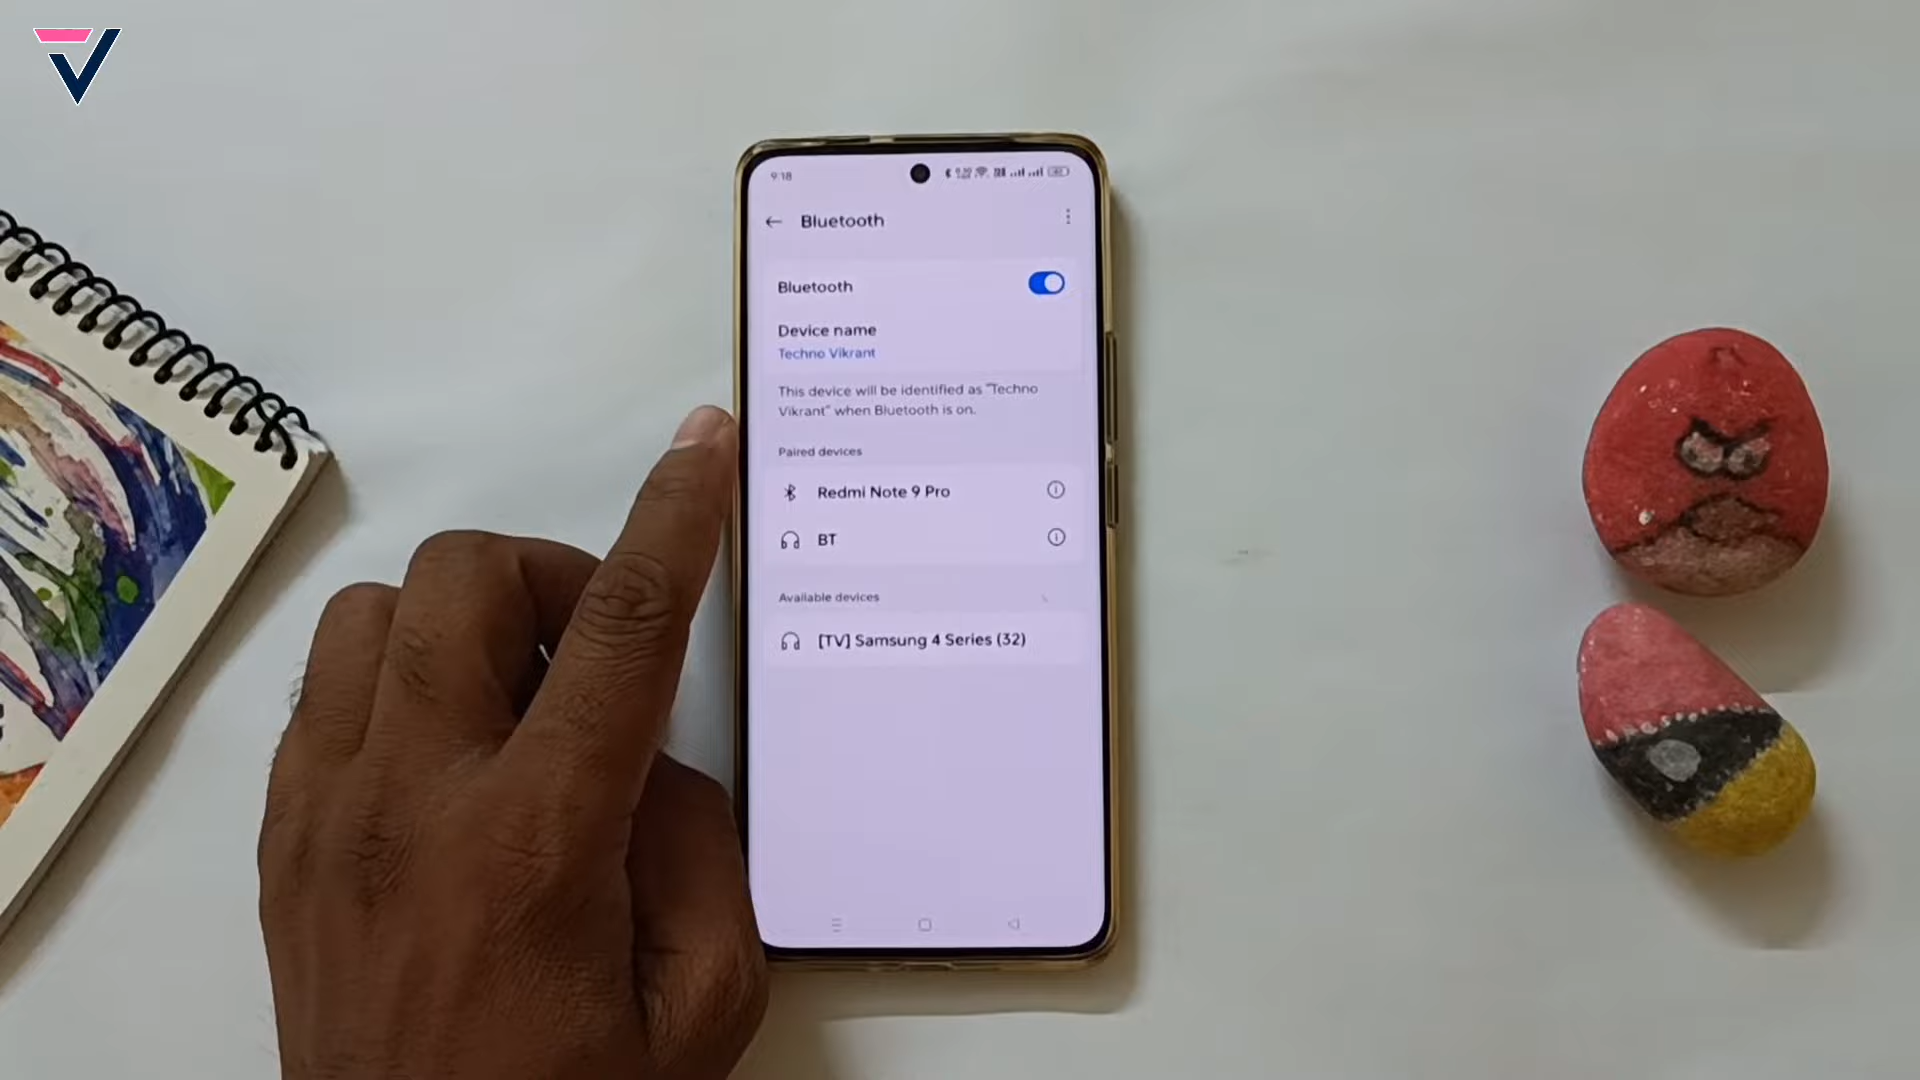 9:18
Bluetooth
Bluetooth
Device name
Techno Vikrant
This device will be identified as "Techno
Vikrant" when Bluetooth is on.
Paired devices
Redmi Note 9 Pro
BT
Available devices
[TV] Samsung 4 Series (32)